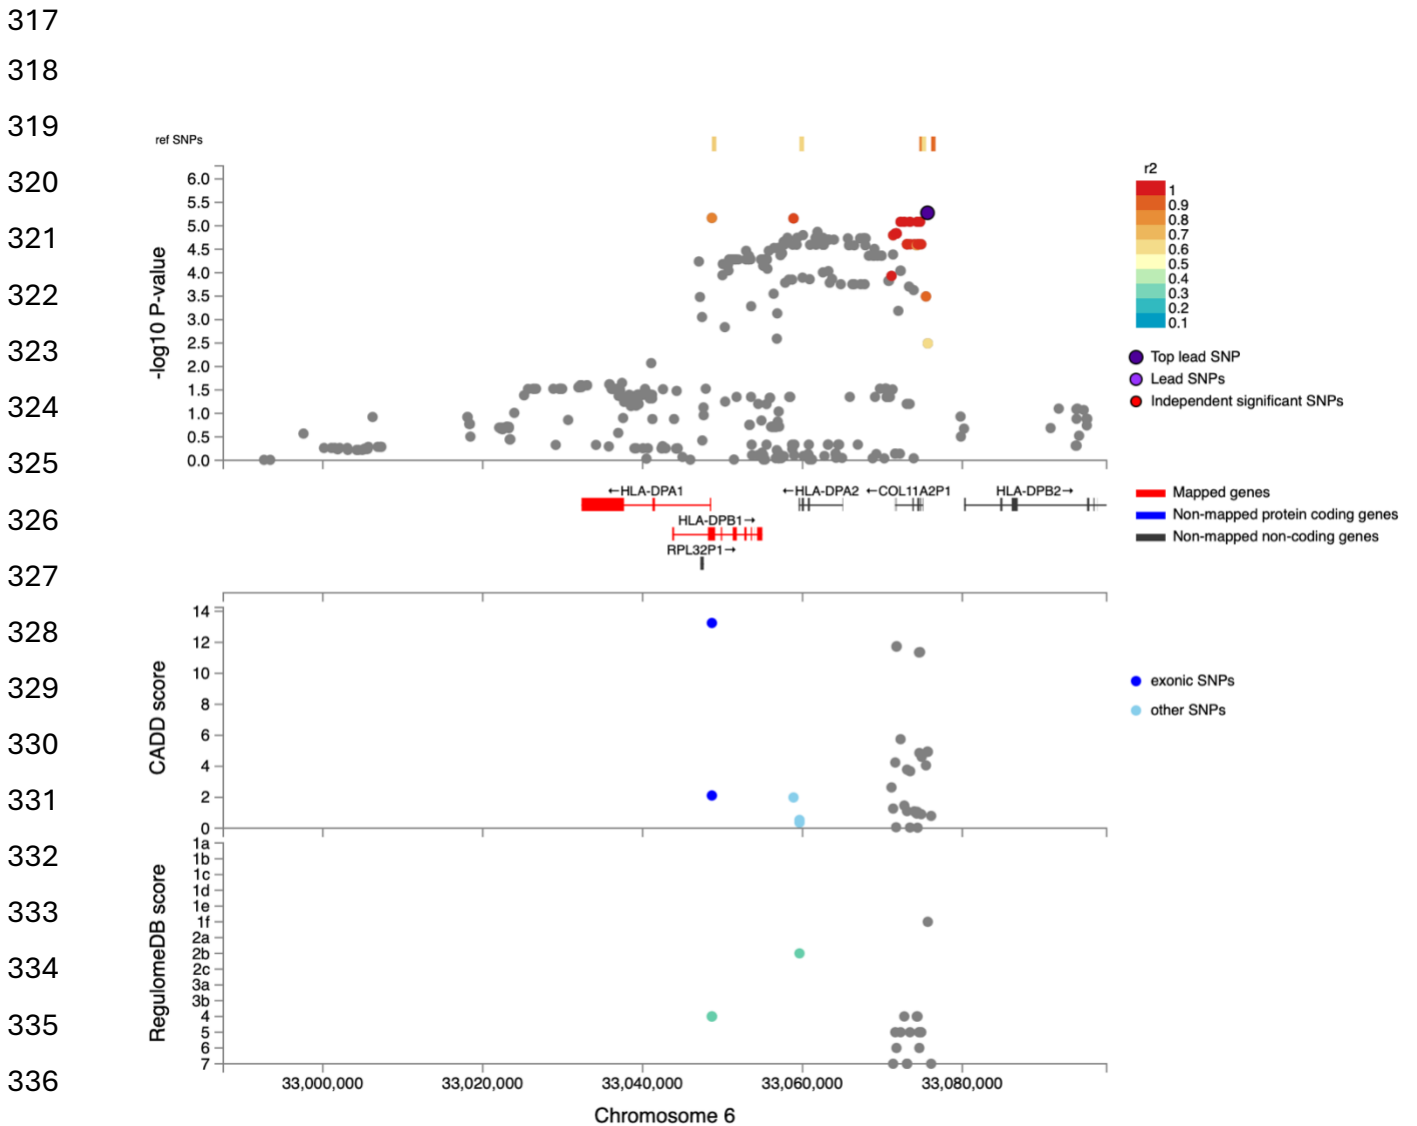 317
318
319
ref SNPs
320
6.0
5.5
5.0
4.5
4.0
3.5
3.0
2.5
2.0
1.5
1.0
0.5
0.0
-log10 P-value
r2
1
0.9
0.8
0.7
0.6
0.5
0.4
0.3
0.2
0.1
321
322
323
Top lead SNP
Lead SNPs
Independent significant SNPs
324
325
←HLA-DPA1
←HLA-DPA2
←COL11A2P1
HLA-DPB2→
HLA-DPB1→
RPL32P1→
Mapped genes
Non-mapped protein coding genes
Non-mapped non-coding genes
326
327
328
14
12
10
8
6
4
2
0
CADD score
exonic SNPs
other SNPs
329
330
331
332
1a
1b
1c
1d
1e
1f
2a
2b
2c
3a
3b
4
5
6
7
RegulomeDB score
333
334
335
336
33,000,000
33,020,000
33,040,000
33,060,000
33,080,000
Chromosome 6